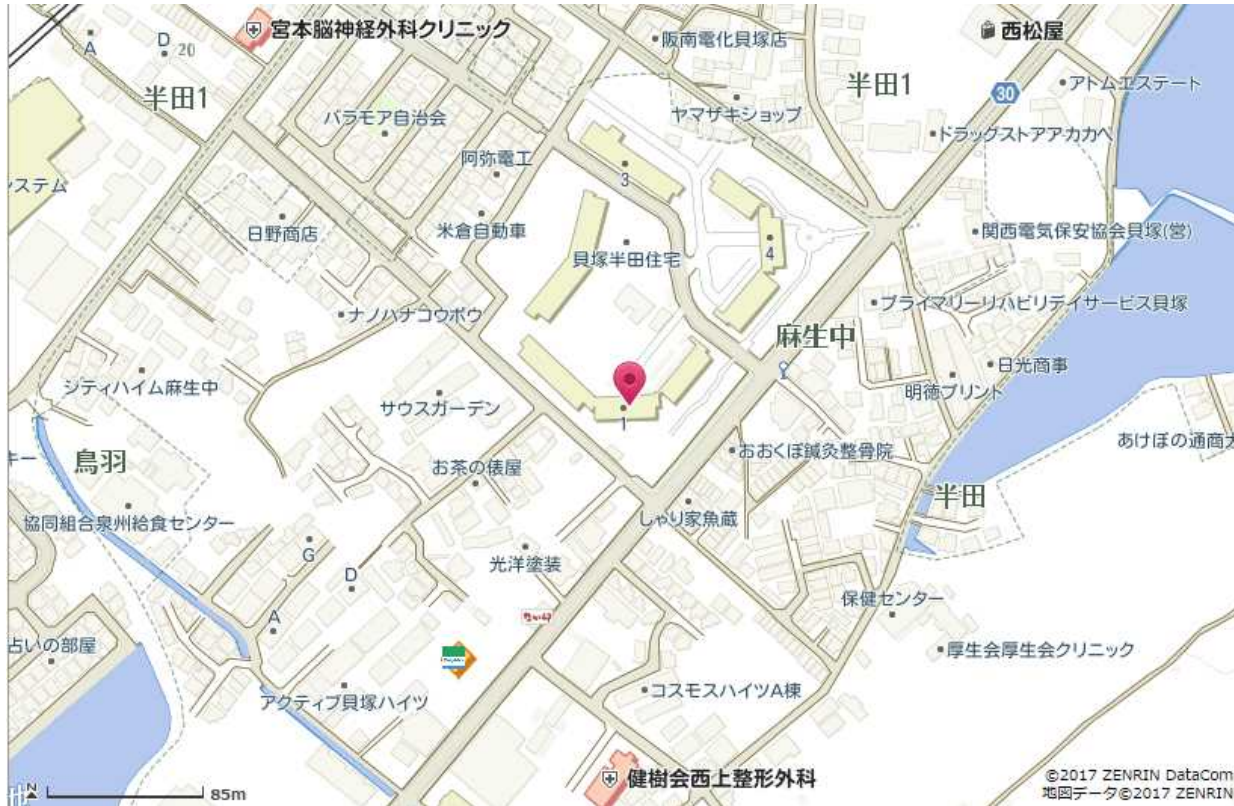 宮本脳神経外科クリニック
阪南電化貝塚店
西松屋
A
D
20
半田1
ヤマザキショップ
半田1
30
アトムエステート
バラモア自治会
ドラッグストアアカカベ
阿弥電工
3
システム
日野商店
米倉自動車
貝塚半田住宅
4
関西電気保安協会貝塚(営)
ナノハナコウボウ
プライマリーリハビリデイサービス貝塚
麻生中
日光商事
シティハイム麻生中
サウスガーデン
1
明徳プリント
キー
鳥羽
お茶の俵屋
おおくぼ鍼灸整骨院
あけぼの通商
半田
協同組合泉州給食センター
しゃり家魚蔵
G
光洋塗装
D
A
保健センター
占いの部屋
厚生会厚生会クリニック
アクティブ貝塚ハイツ
コスモスハイツA棟
健樹会西上整形外科
N
85m
©2017 ZENRIN DataCom
地図データ©2017 ZENRIN